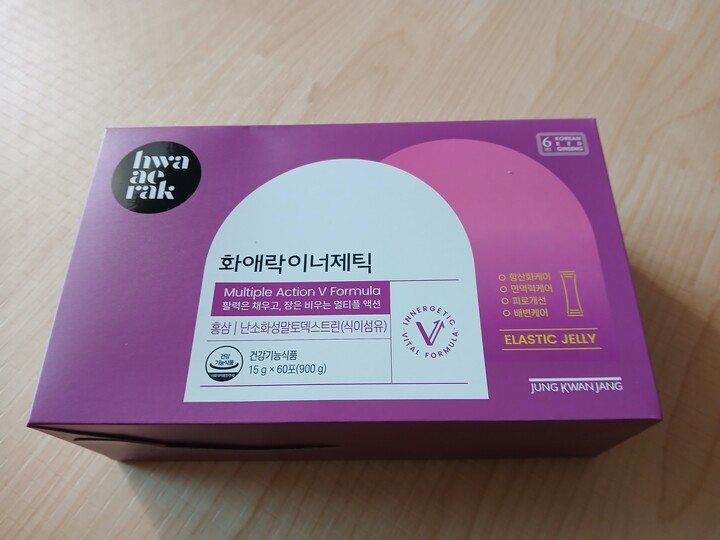 hwa
ae
rak
6 KOREAN
RED
GINSENG
화애락이너제틱
Multiple Action V Formula
활력은 채우고, 장은 비우는 멀티플 액션
홍삼 | 난소화성말토덱스트린(식이섬유)
건강
기능식품
건강기능식품
15 g × 60포(900 g)
· INNERGETIC ·
V
VITAL FORMULA
항산화케어
면역력케어
피로개선
배변케어
ELASTIC JELLY
JUNG KWAN JANG